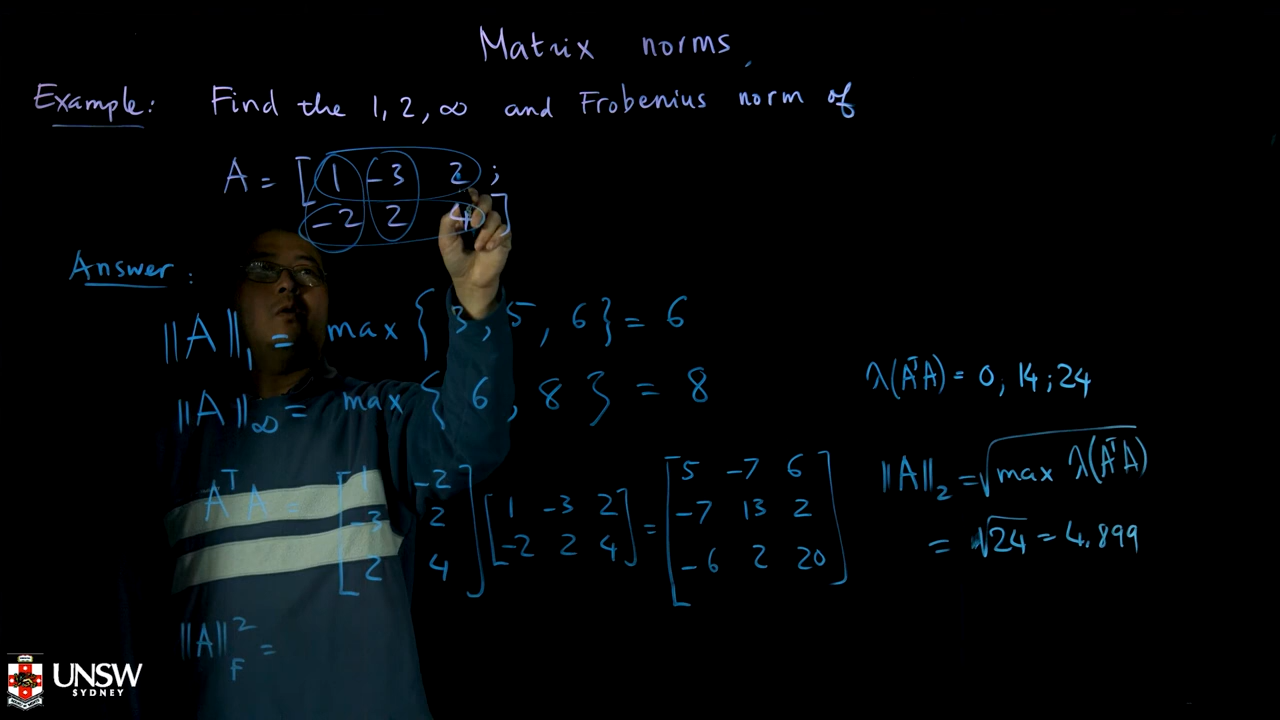 Matrix norms,
Example: Find the 1, 2, ∞ and Frobenius norm of
A = [ 1 -3 2 ;
-2 2 4 ]
Answer:
||A||₁ = max { 3, 5, 6 } = 6
||A||∞ = max { 6, 8 } = 8
AᵀA = [ 1 -2
-3 2
2 4 ] [ 1 -3 2
-2 2 4 ] = [ 5 -7 6
-7 13 2
-6 2 20 ]
||A||²_F =
λ(AᵀA) = 0, 14; 24
||A||₂ = √max λ(AᵀA)
= √24 = 4.899
UNSW
SYDNEY